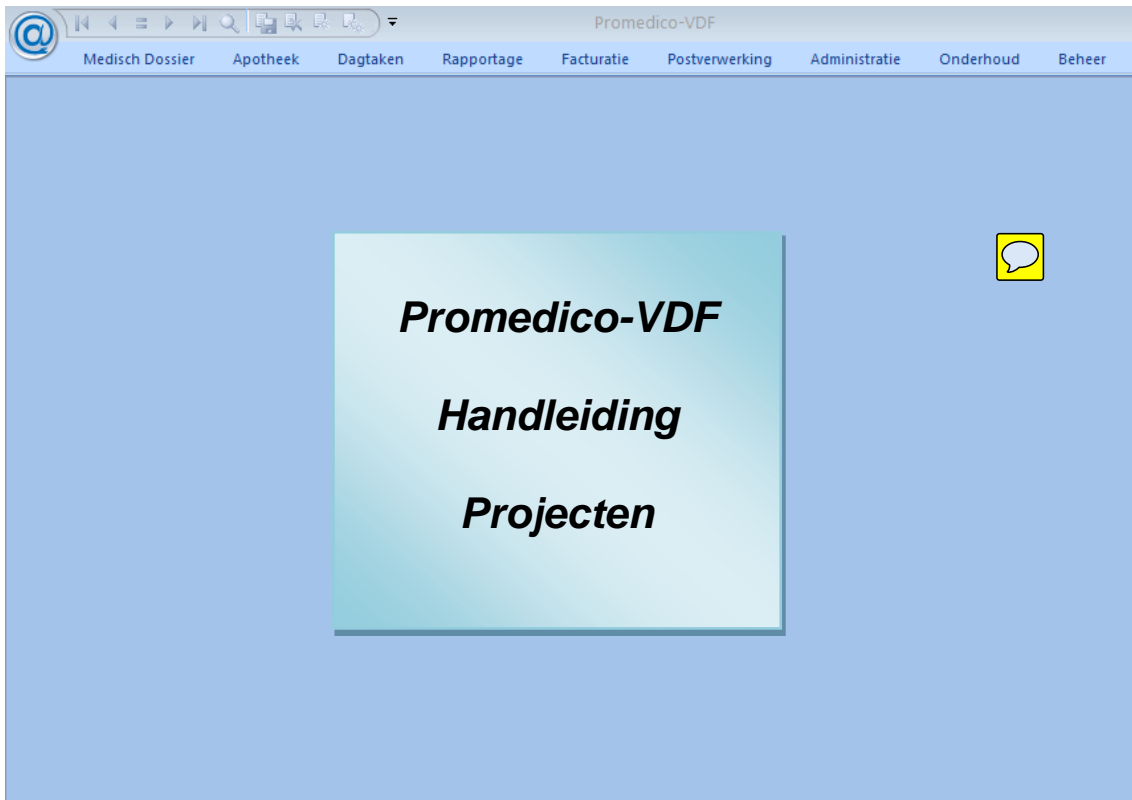 Promedico-VDF
Medisch Dossier Apotheek Dagtaken Rapportage Facturatie Postverwerking Administratie Onderhoud Beheer
Promedico-VDF
Handleiding
Projecten